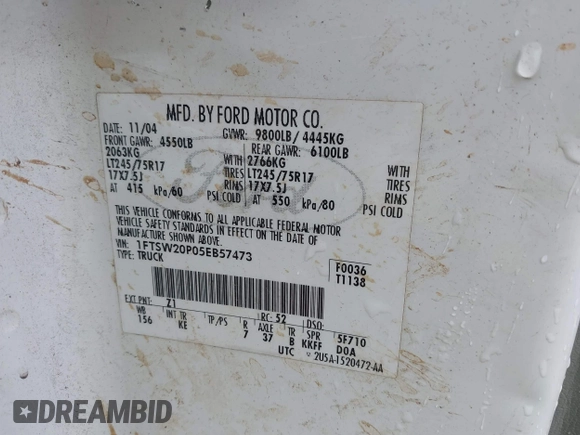 MFD. BY FORD MOTOR CO.
DATE: 11/04 GVWR: 9800LB / 4445KG
FRONT GAWR: 4550LB REAR GAWR: 6100LB
2063KG WITH 2766KG WITH
LT245/75R17 TIRES LT245/75R17 TIRES
17X7.5J RIMS 17X7.5J RIMS
AT 415 kPa/60 PSI COLD AT 550 kPa/80 PSI COLD
THIS VEHICLE CONFORMS TO ALL APPLICABLE FEDERAL MOTOR
VEHICLE SAFETY STANDARDS IN EFFECT ON THE DATE OF
MANUFACTURE SHOWN ABOVE.
VIN: 1FTSW20P05EB57473
TYPE: TRUCK
F0036
T1138
EXT PNT: Z1 RC: 52 DSO:
WB INT TR TP/PS R AXLE TR SPR 5F710
156 KE 7 37 B KKFF D0A
UTC 2U5A-1520472-AA
Ford
DREAMBID